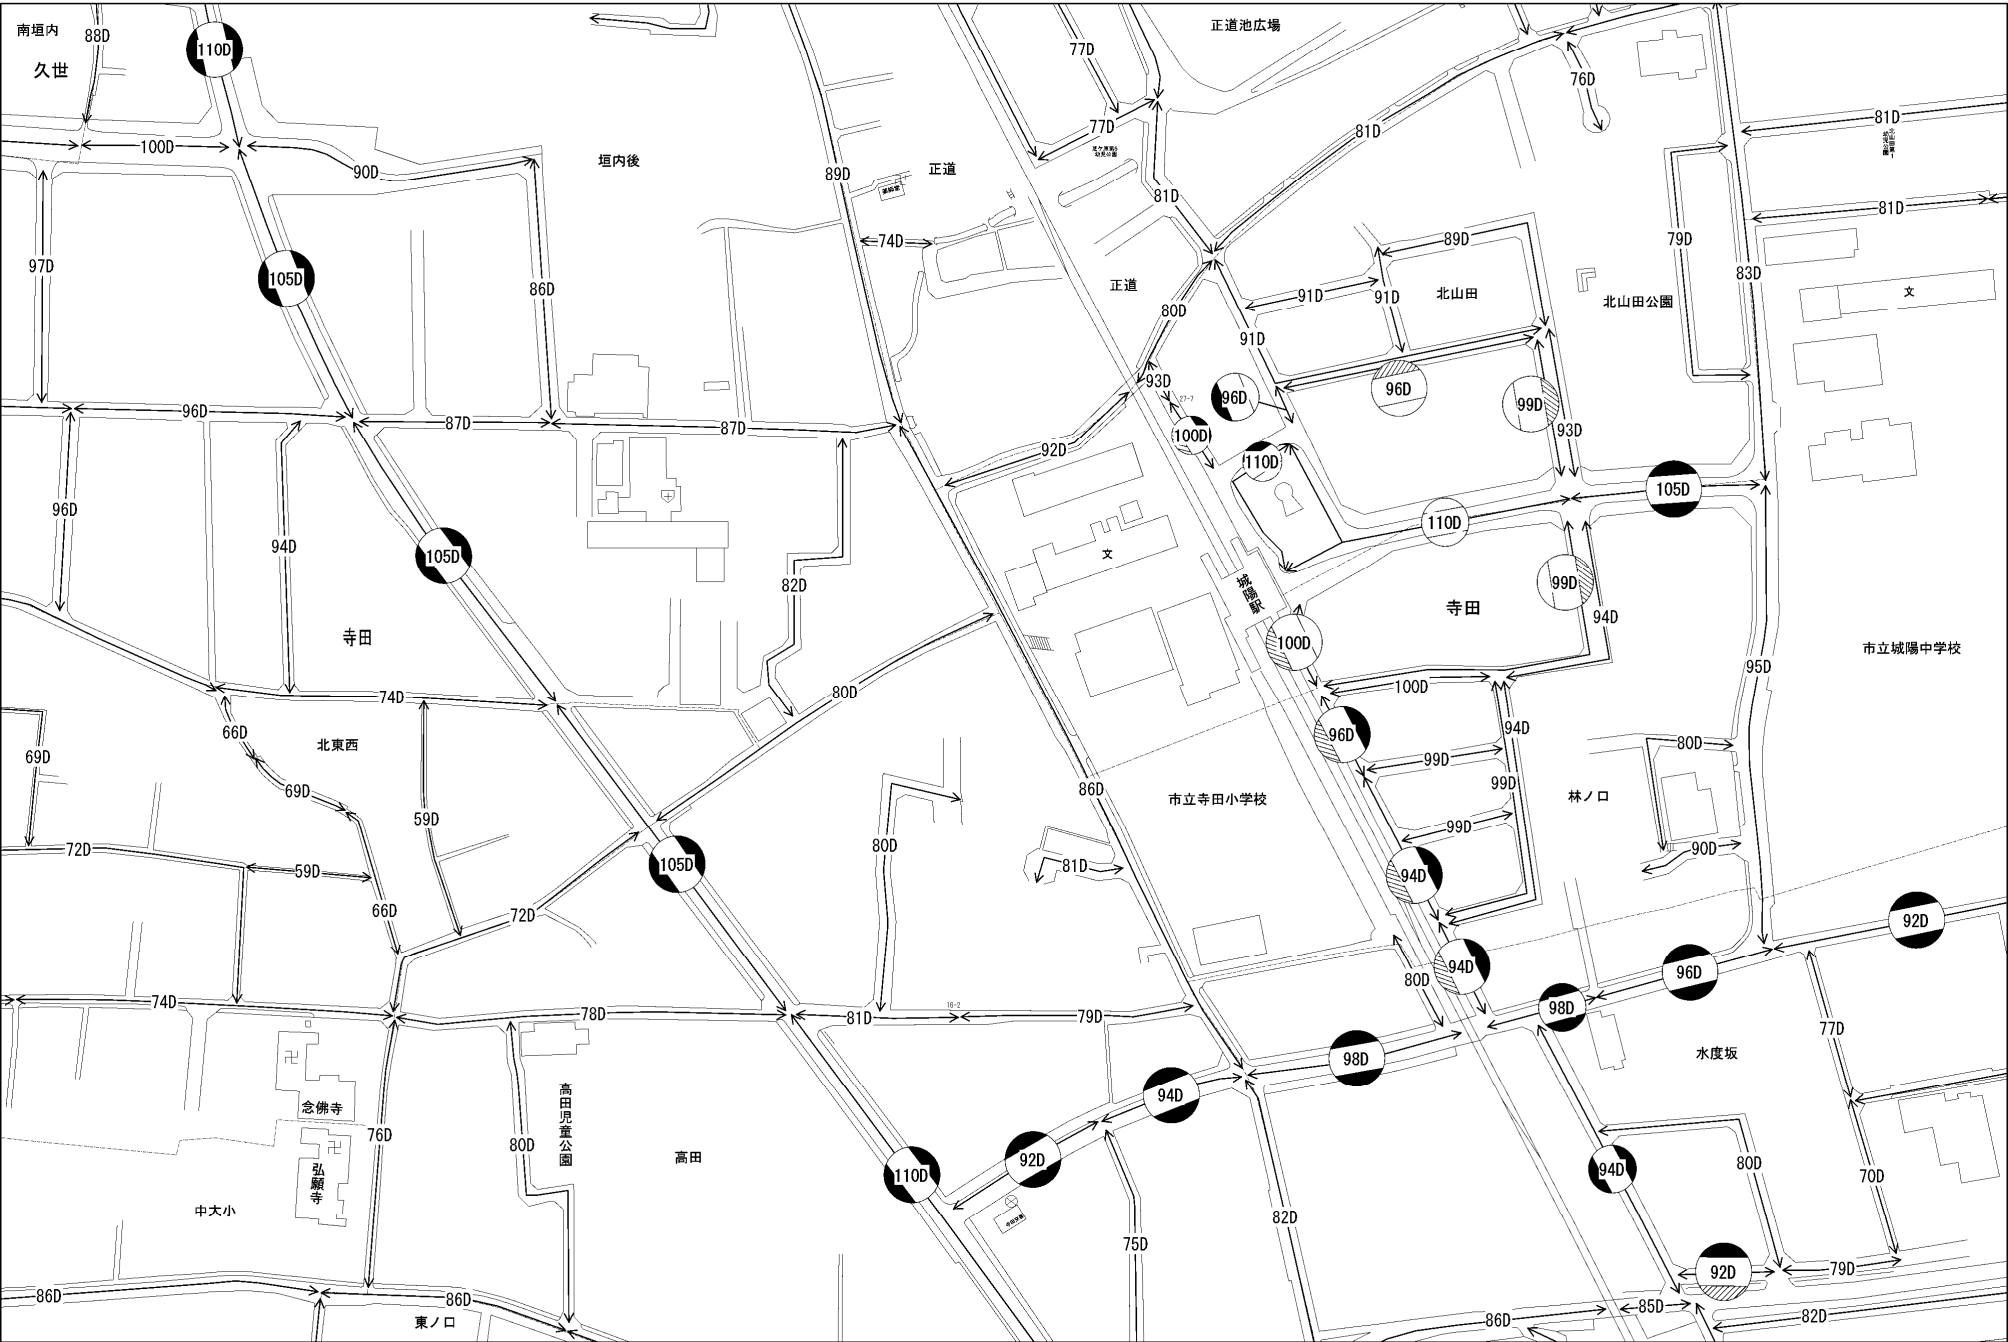 南垣内
88D
110D
久世
77D
正道池広場
76D
100D
90D
垣内後
89D
正道
77D
81D
81D
薬師堂
81D
81D
97D
105D
86D
74D
正道
80D
91D
91D
91D
89D
北山田
79D
83D
北山田公園
文
93D
27-7
96D
96D
99D
93D
96D
87D
87D
92D
100D
110D
105D
96D
94D
105D
82D
文
110D
城陽駅
99D
94D
寺田
寺田
100D
95D
市立城陽中学校
74D
80D
100D
66D
北東西
69D
69D
59D
96D
94D
80D
99D
99D
86D
市立寺田小学校
林ノ口
72D
59D
105D
80D
81D
99D
90D
94D
66D
72D
92D
94D
80D
96D
74D
78D
81D
16-2
79D
98D
77D
98D
水度坂
念佛寺
高田児童公園
94D
76D
80D
弘願寺
高田
110D
92D
94D
80D
70D
中大小
75D
82D
92D
79D
86D
86D
東ノ口
86D
85D
82D